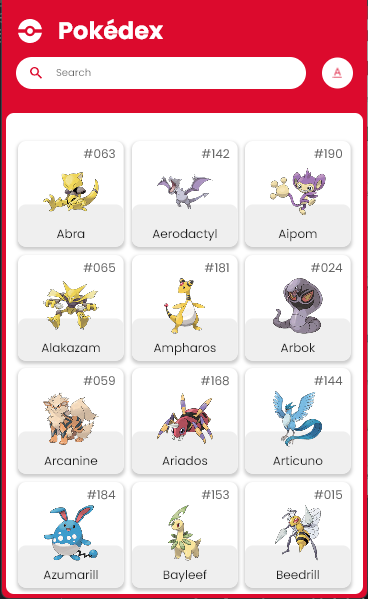 Pokédex
Search
A
#063
#142
#190
Abra
Aerodactyl
Aipom
#065
#181
#024
Alakazam
Ampharos
Arbok
#059
#168
#144
Arcanine
Ariados
Articuno
#184
#153
#015
Azumarill
Bayleef
Beedrill